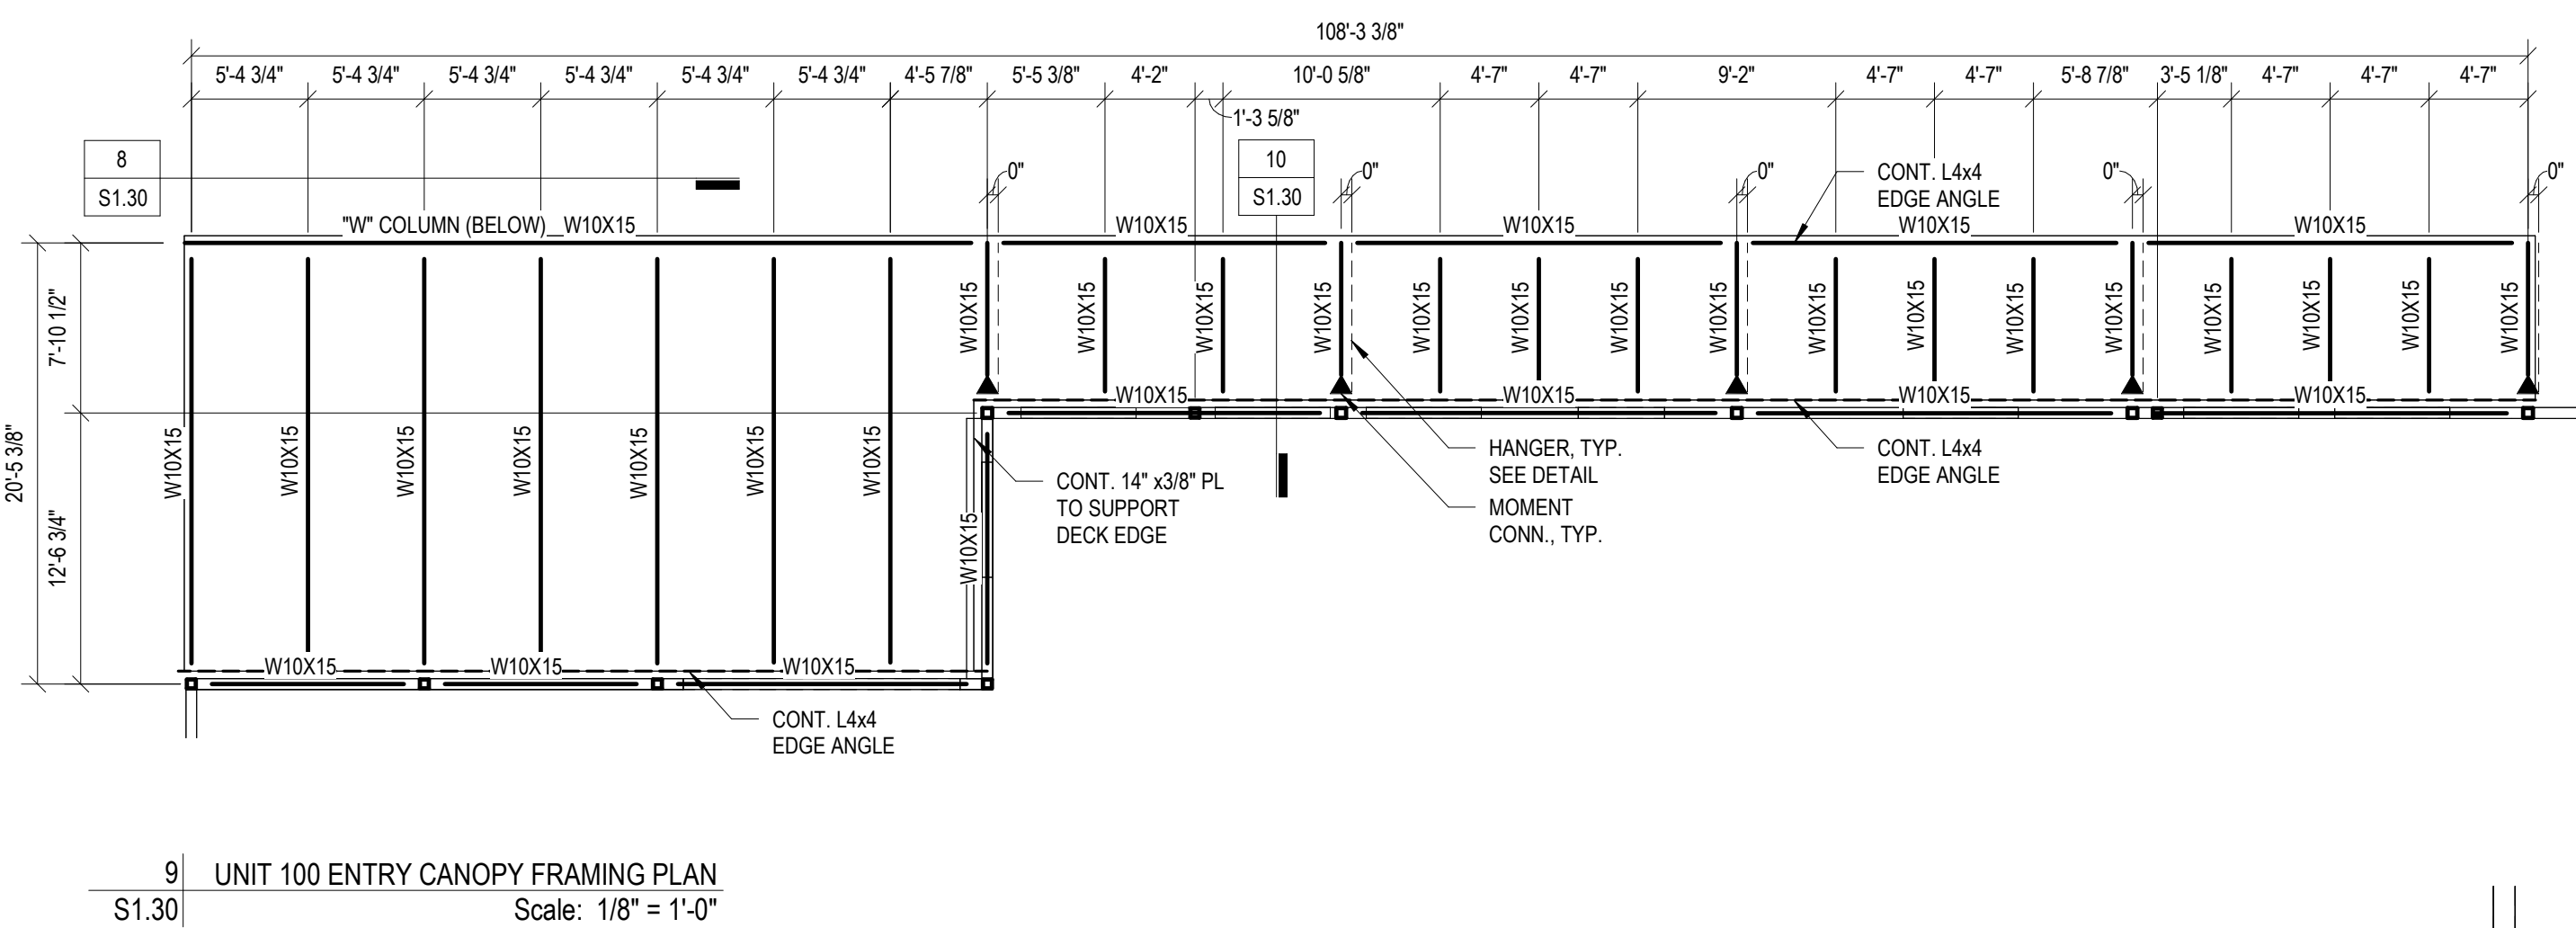 108'-3 3/8"
5'-4 3/4" 5'-4 3/4" 5'-4 3/4" 5'-4 3/4" 5'-4 3/4" 5'-4 3/4" 4'-5 7/8" 5'-5 3/8" 4'-2" 10'-0 5/8" 4'-7" 4'-7" 9'-2" 4'-7" 4'-7" 5'-8 7/8" 3'-5 1/8" 4'-7" 4'-7" 4'-7"
1'-3 5/8"
8
S1.30
10
S1.30
0" 0" 0" 0" 0"
CONT. L4x4
EDGE ANGLE
"W" COLUMN (BELOW) W10X15 W10X15 W10X15 W10X15 W10X15
7'-10 1/2"
20'-5 3/8"
12'-6 3/4"
W10X15 W10X15 W10X15 W10X15 W10X15 W10X15 W10X15 W10X15 W10X15 W10X15 W10X15 W10X15 W10X15 W10X15 W10X15
W10X15 W10X15 W10X15 W10X15
W10X15 W10X15 W10X15 W10X15 W10X15 W10X15 W10X15
W10X15
CONT. 14" x3/8" PL
TO SUPPORT
DECK EDGE
HANGER, TYP.
SEE DETAIL
MOMENT
CONN., TYP.
CONT. L4x4
EDGE ANGLE
W10X15 W10X15 W10X15
CONT. L4x4
EDGE ANGLE
9 UNIT 100 ENTRY CANOPY FRAMING PLAN
S1.30 Scale: 1/8" = 1'-0"